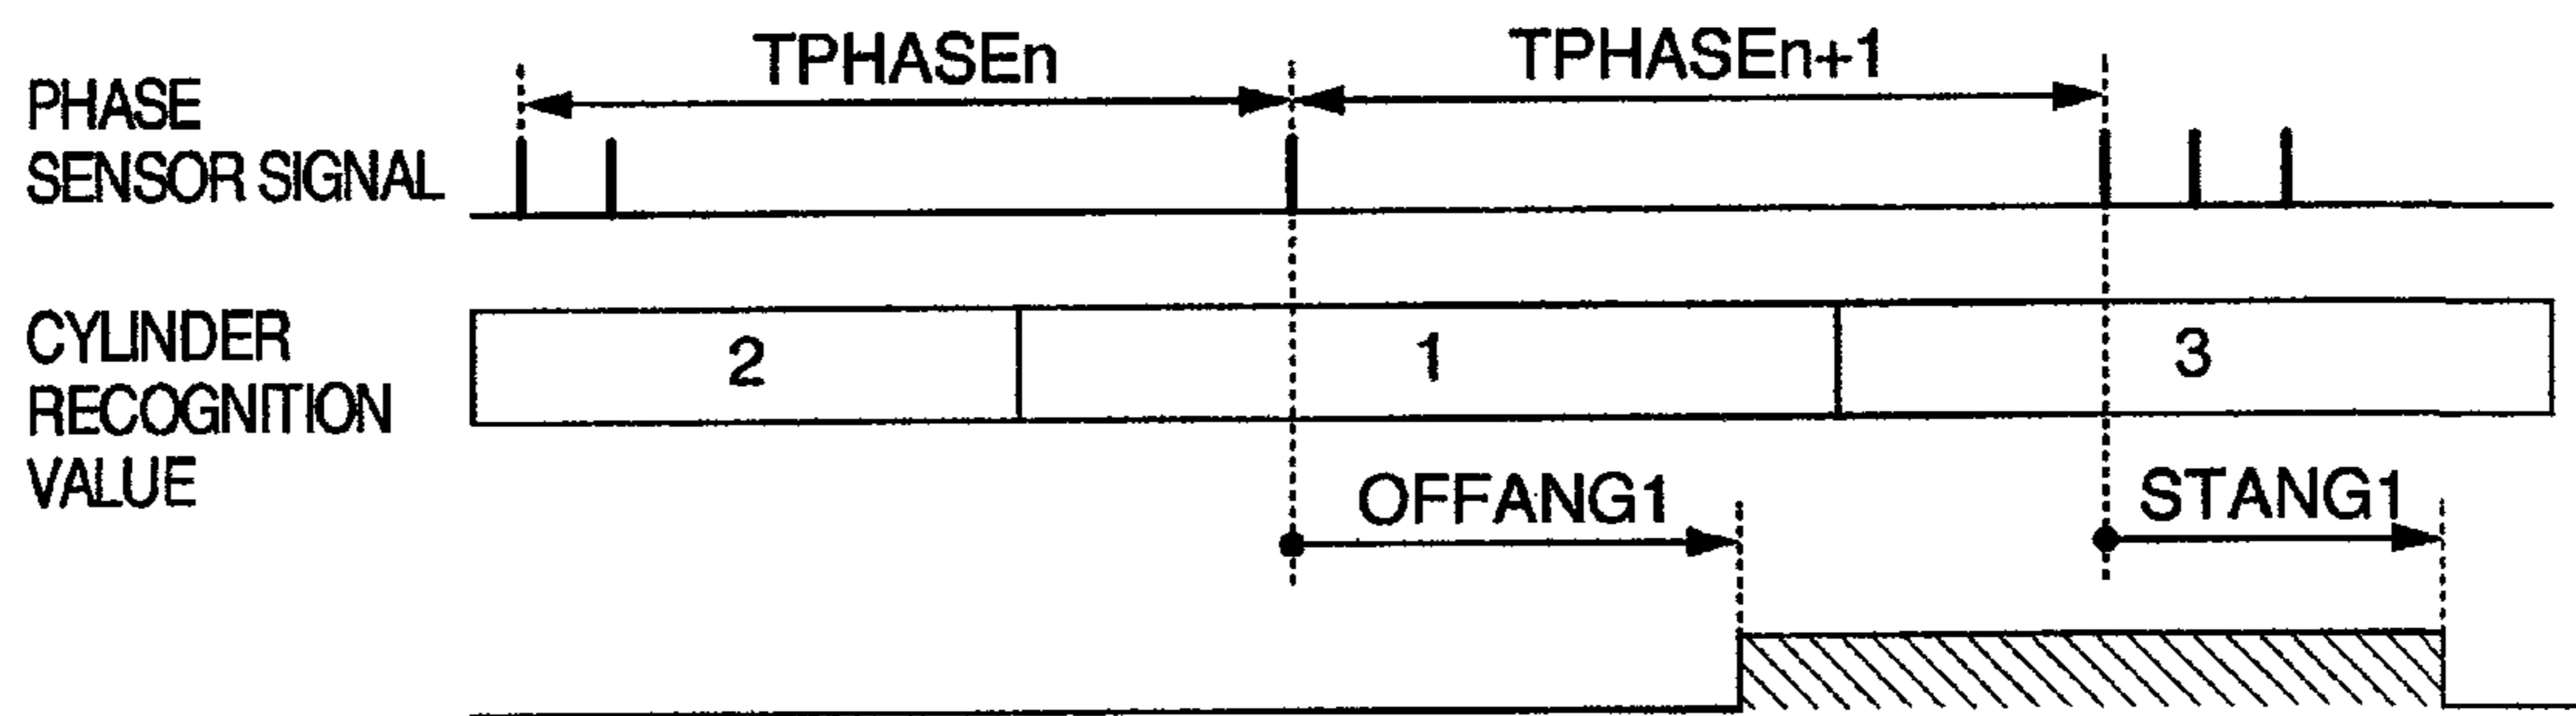 TPHASEn
TPHASEn+1
PHASE
SENSOR SIGNAL
CYLINDER
RECOGNITION
VALUE
2
1
3
OFFANG1
STANG1